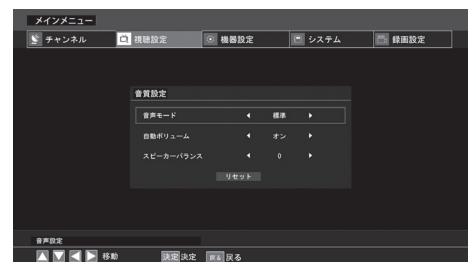 メインメニュー
チャンネル 視聴設定 機器設定 システム 録画設定
音質設定
音声モード 標準
自動ボリューム オン
スピーカーバランス 0
リセット
音声設定
移動 決定 決定 戻る 戻る